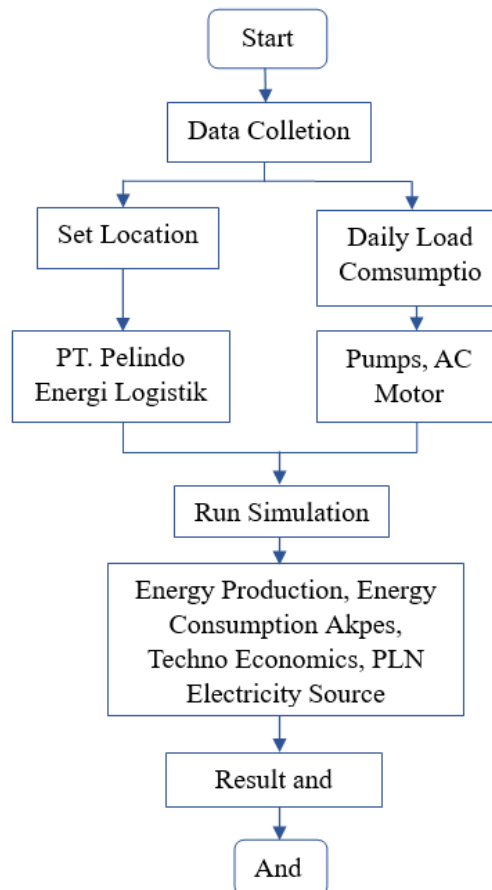 Start
Data Colletion
Set Location
Daily Load
Comsumptio
PT. Pelindo
Energi Logistik
Pumps, AC
Motor
Run Simulation
Energy Production, Energy
Consumption Akpes,
Techno Economics, PLN
Electricity Source
Result and
And